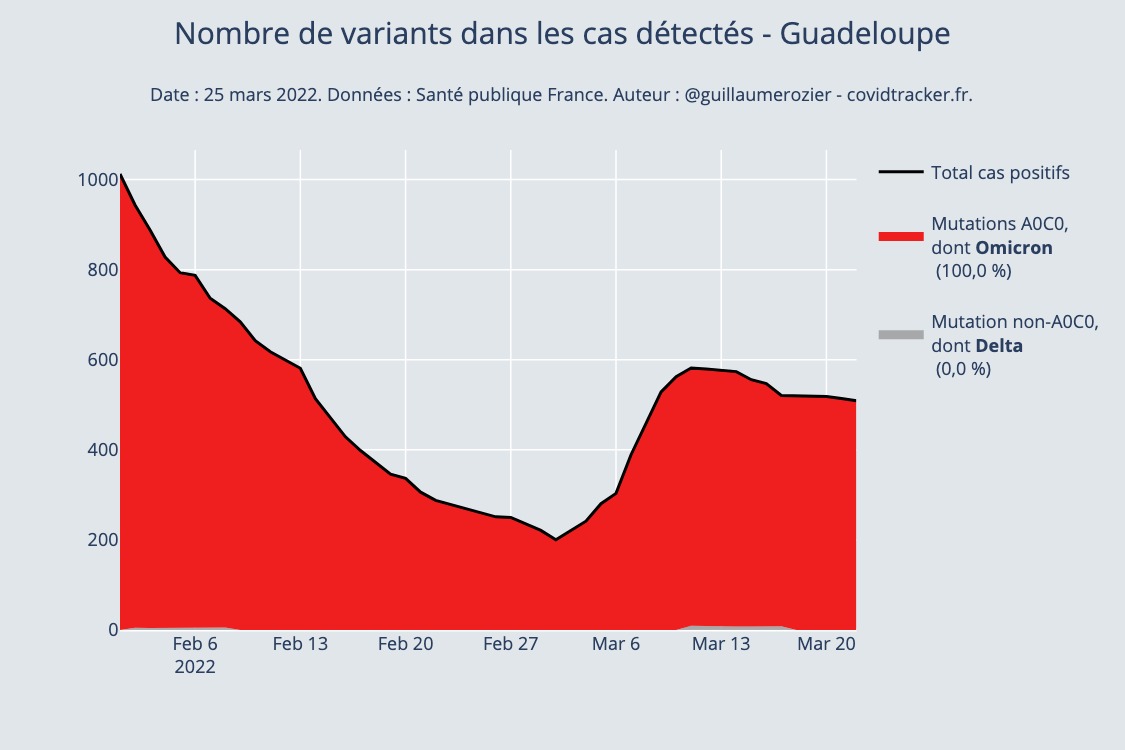 Nombre de variants dans les cas détectés - Guadeloupe
Date : 25 mars 2022. Données : Santé publique France. Auteur : @guillaumerozier - covidtracker.fr.
1000
800
600
400
200
0
Feb 6
2022
Feb 13
Feb 20
Feb 27
Mar 6
Mar 13
Mar 20
Total cas positifs
Mutations A0C0,
dont Omicron
(100,0 %)
Mutation non-A0C0,
dont Delta
(0,0 %)